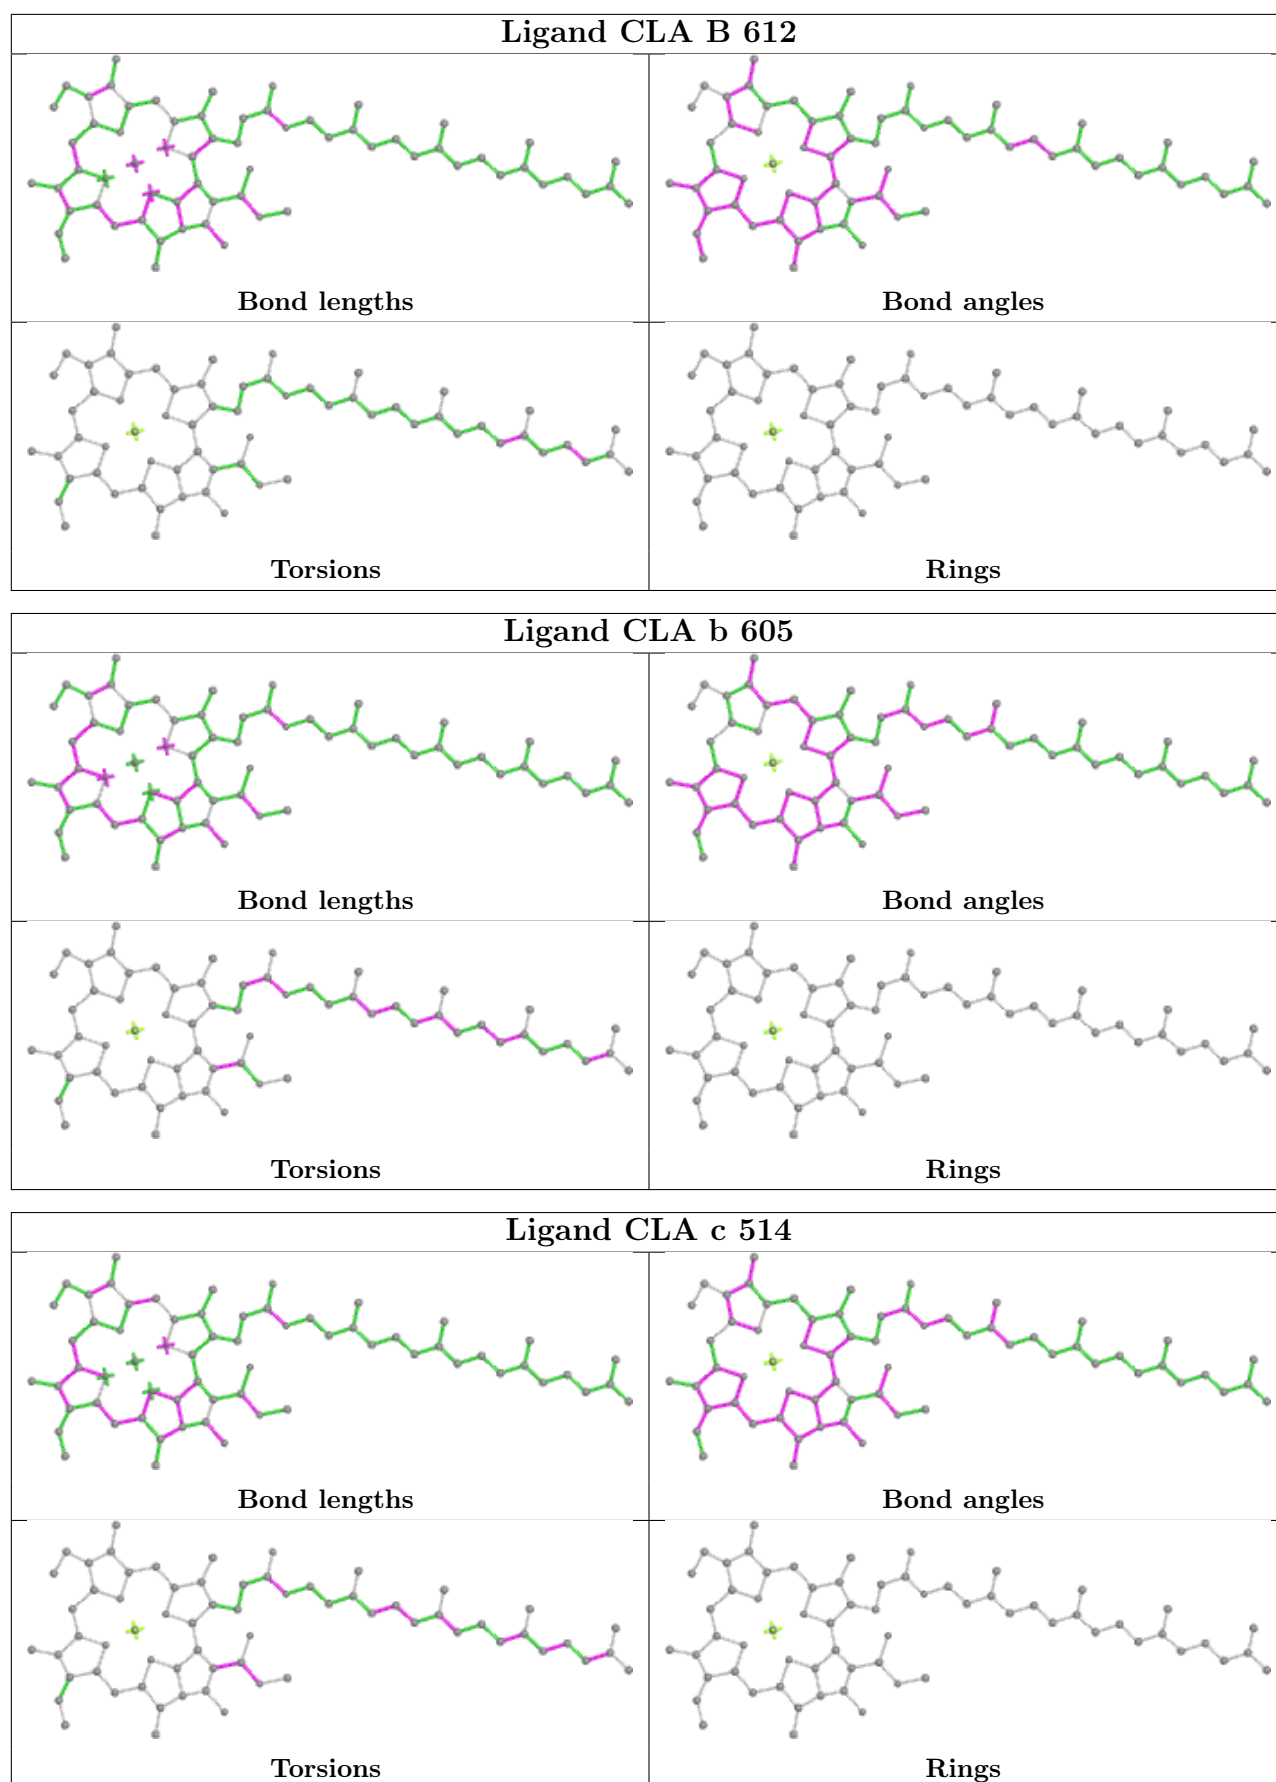 Ligand CLA B 612
Bond lengths
Bond angles
Torsions
Rings
Ligand CLA b 605
Bond lengths
Bond angles
Torsions
Rings
Ligand CLA c 514
Bond lengths
Bond angles
Torsions
Rings